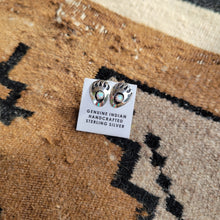 GENUINE INDIAN
HANDCRAFTED
STERLING SILVER